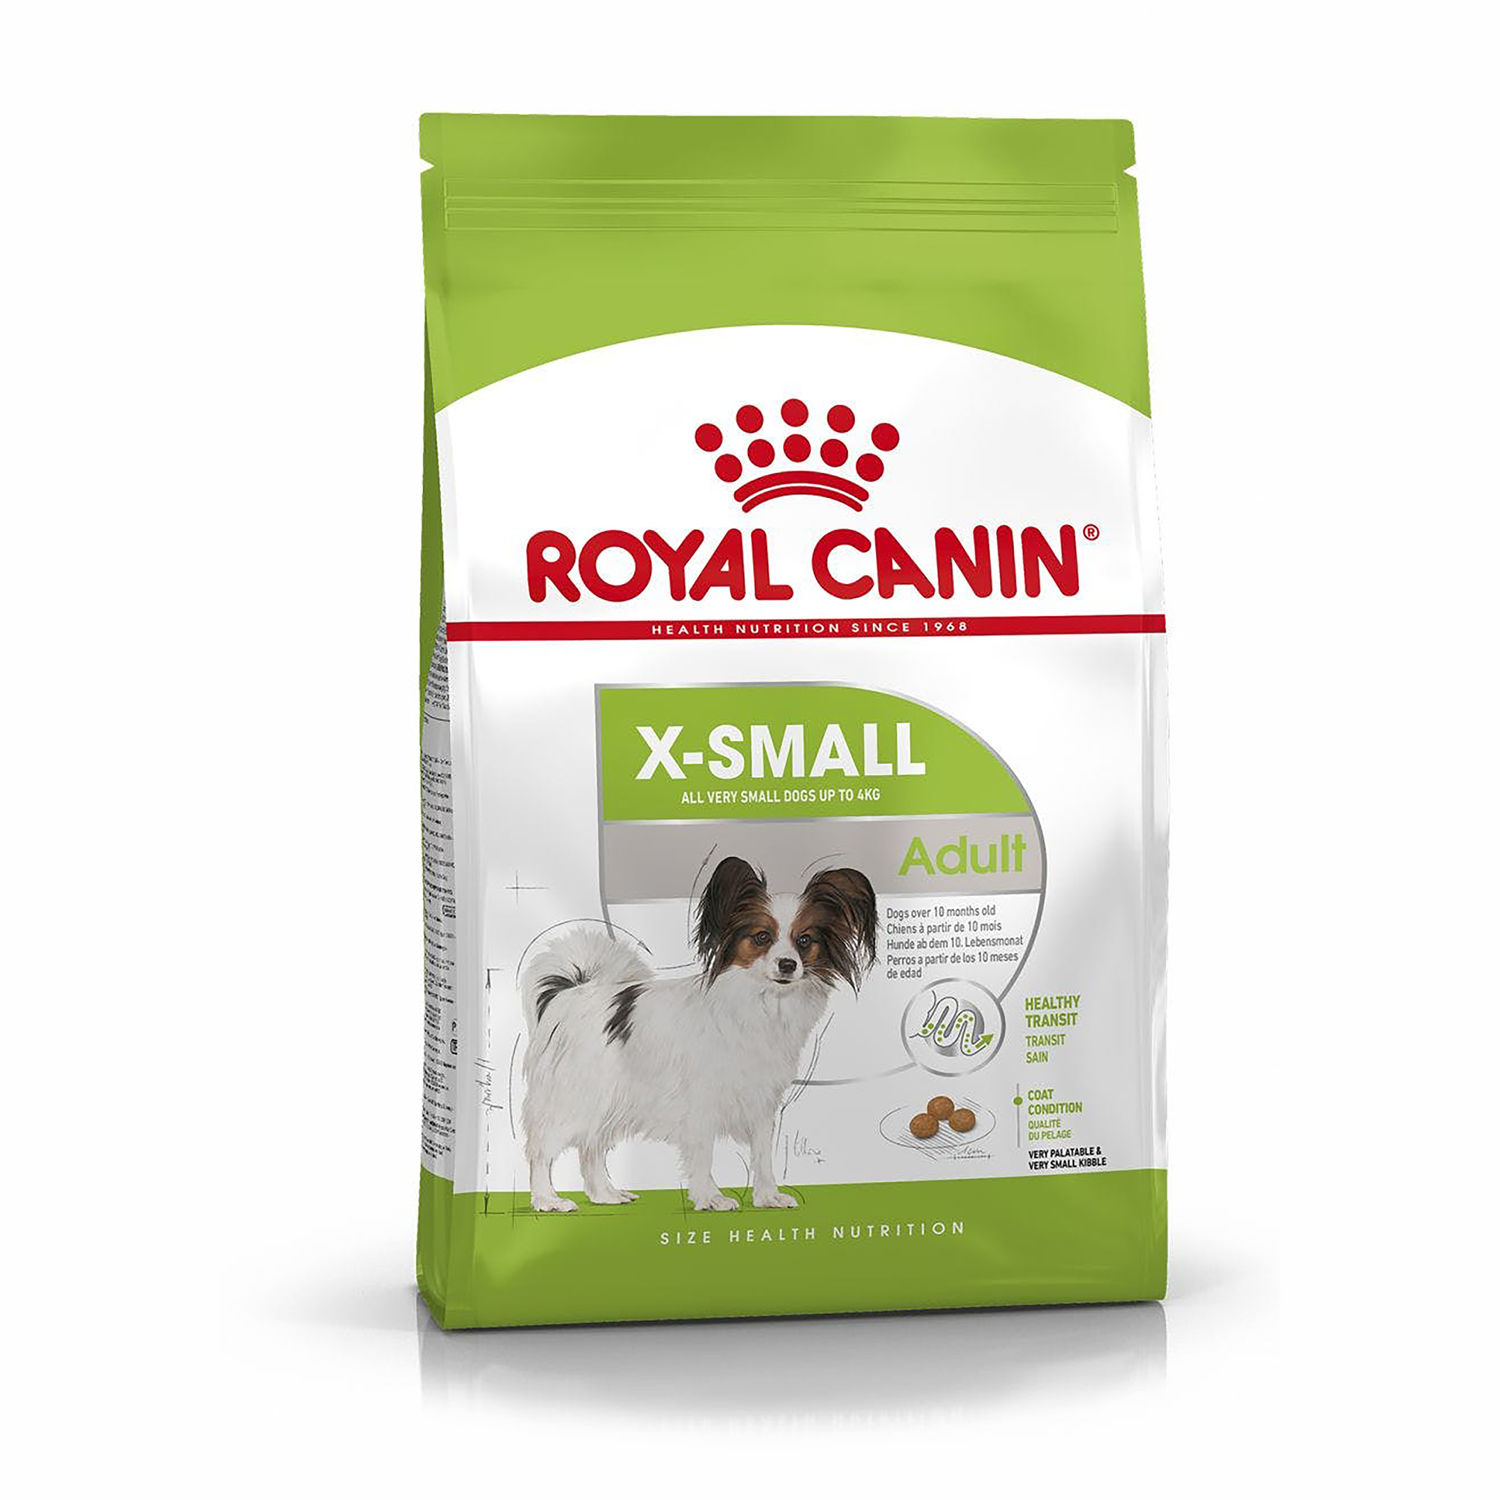 ROYAL CANIN®
HEALTH NUTRITION SINCE 1968
X-SMALL
ALL VERY SMALL DOGS UP TO 4KG
Adult
Dogs over 10 months old
Chiens à partir de 10 mois
Hunde ab dem 10. Lebensmonat
Perros a partir de los 10 meses
de edad
HEALTHY
TRANSIT
TRANSIT
SAIN
COAT
CONDITION
QUALITÉ
DU PELAGE
VERY PALATABLE &
VERY SMALL KIBBLE
1cm
SIZE HEALTH NUTRITION